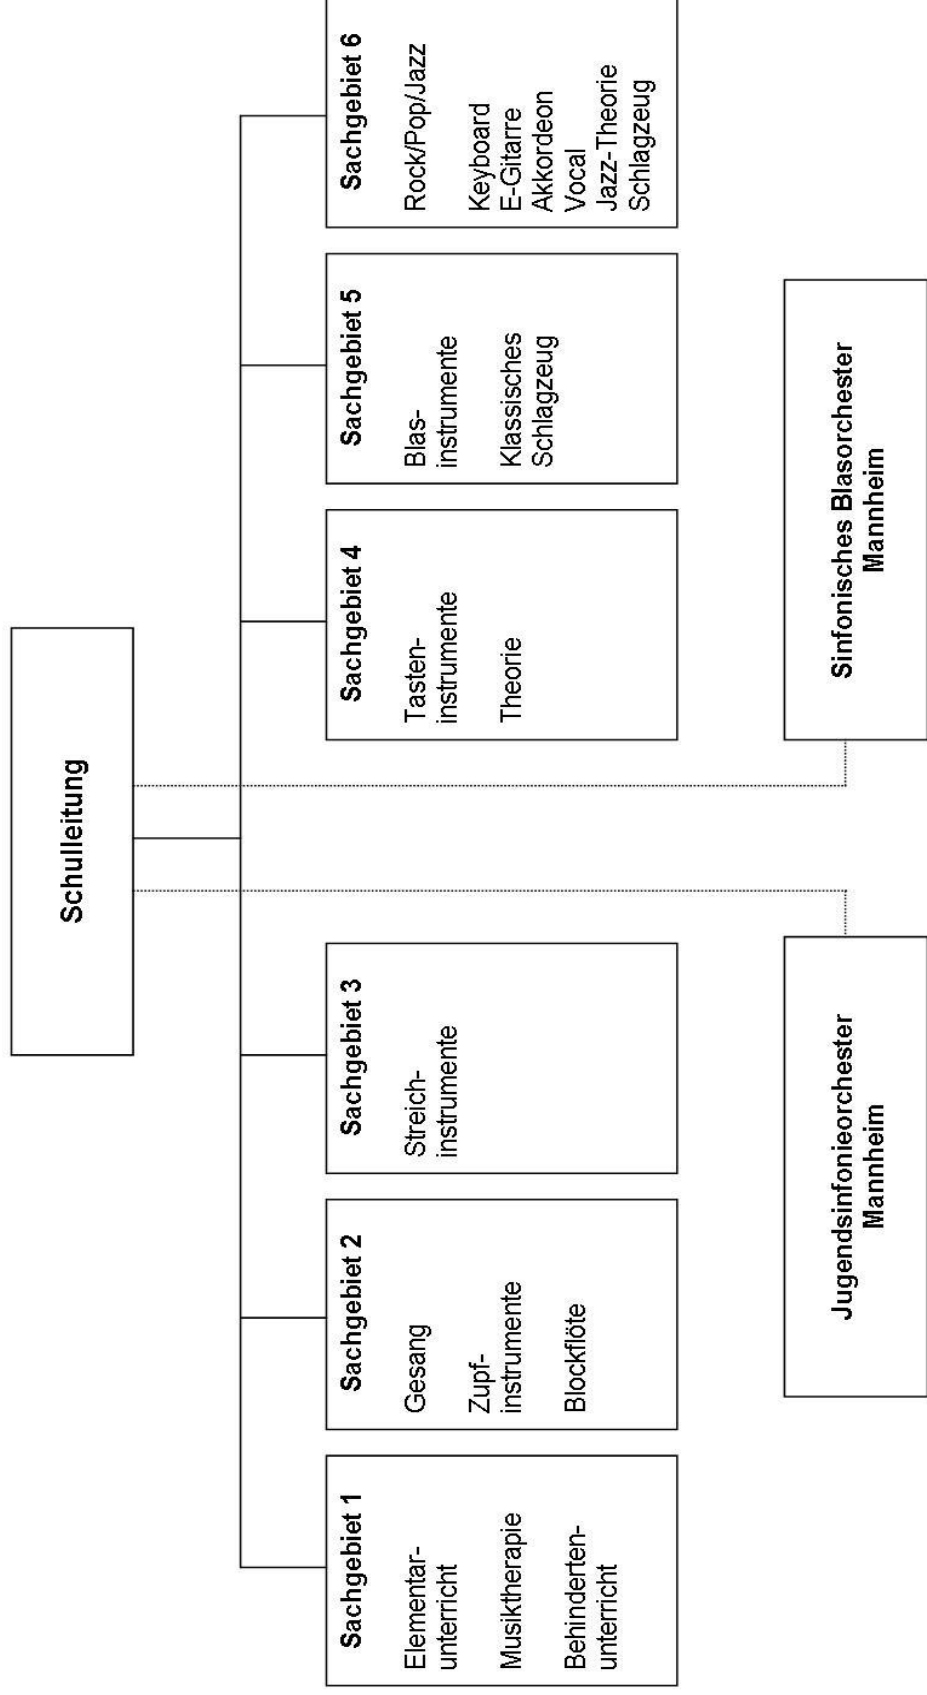 Schulleitung
Sachgebiet 1
Elementar-
unterricht
Musiktherapie
Behinderten-
unterricht
Sachgebiet 2
Gesang
Zupf-
instrumente
Blockflöte
Sachgebiet 3
Streich-
instrumente
Sachgebiet 4
Tasten-
instrumente
Theorie
Sachgebiet 5
Blas-
instrumente
Klassisches
Schlagzeug
Sachgebiet 6
Rock/Pop/Jazz
Keyboard
E-Gitarre
Akkordeon
Vocal
Jazz-Theorie
Schlagzeug
Jugendsinfonieorchester
Mannheim
Sinfonisches Blasorchester
Mannheim